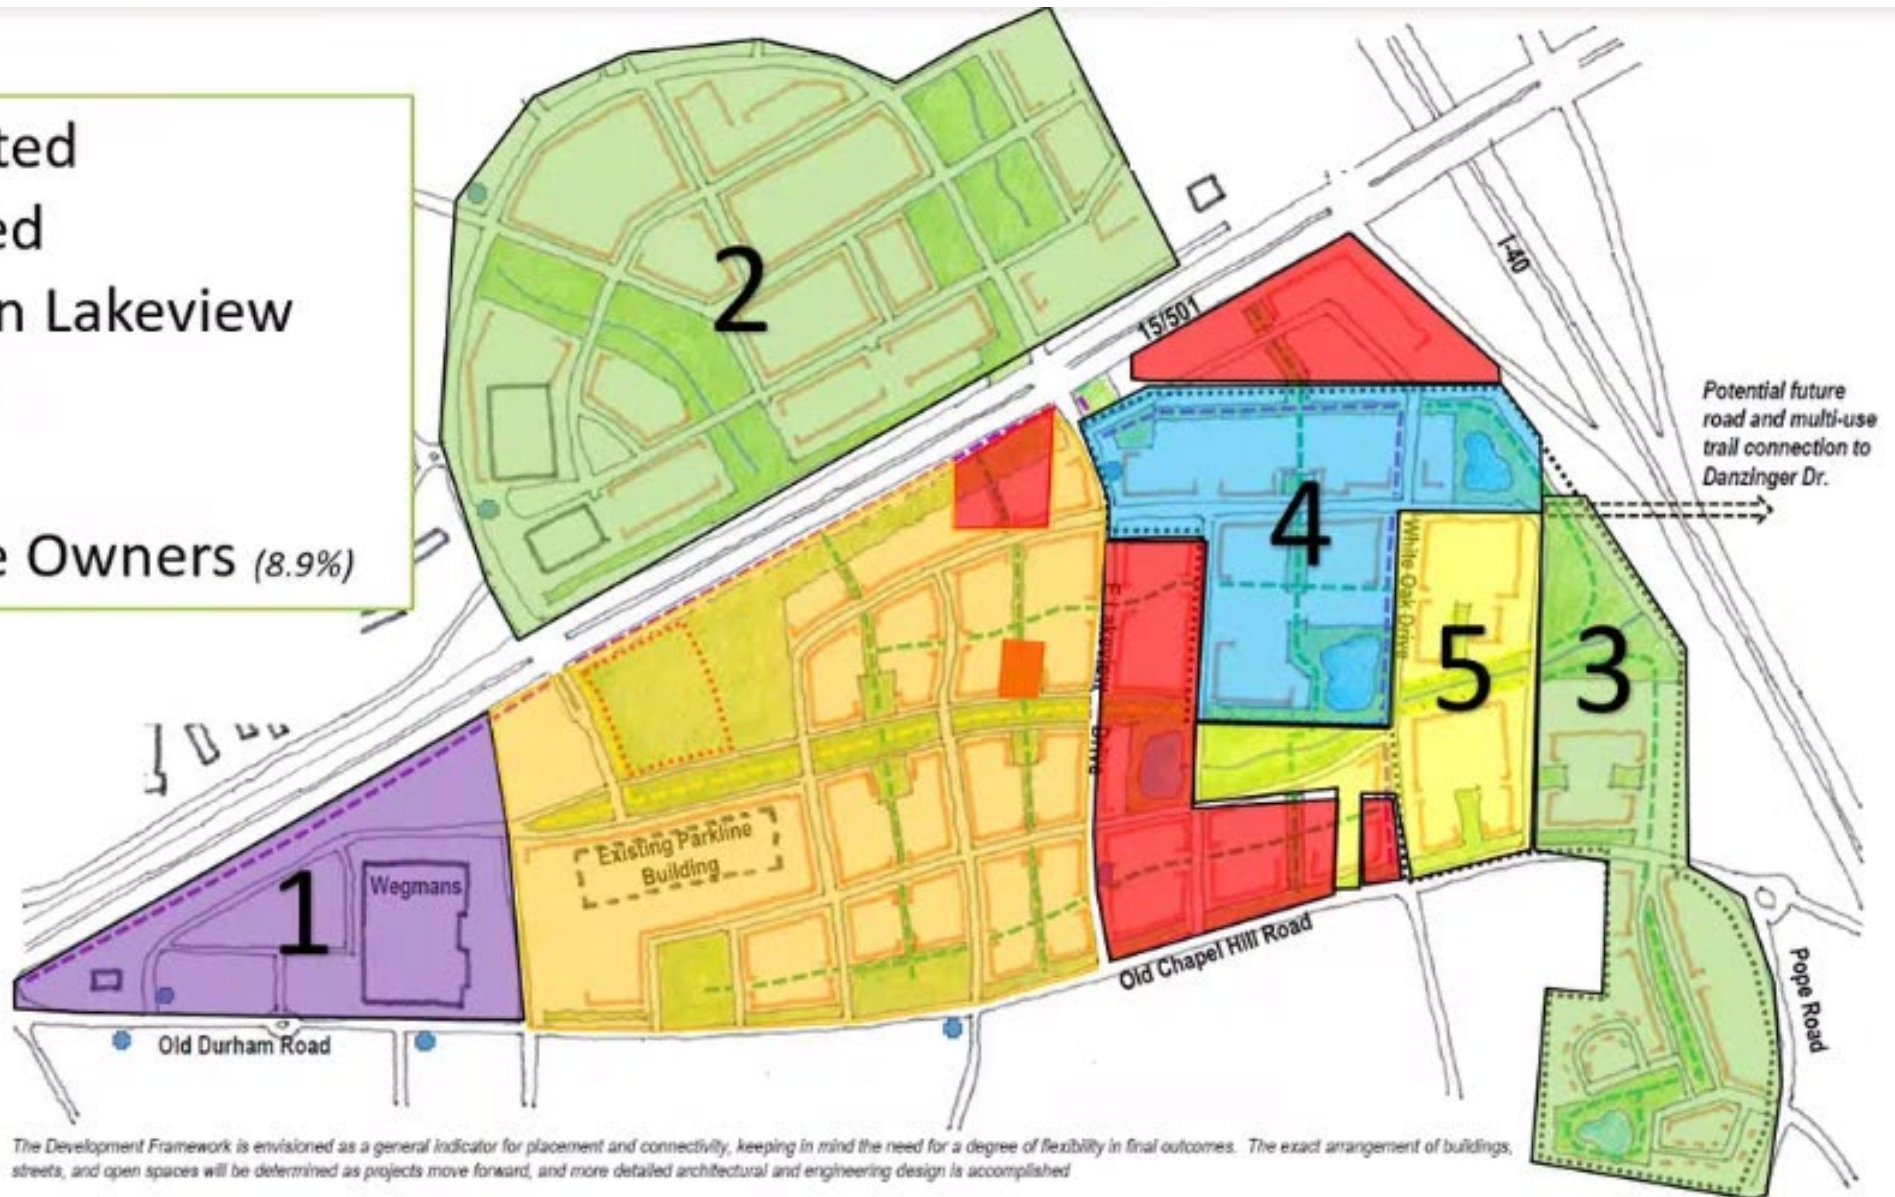 ted
ed
n Lakeview
e Owners (8.9%)
2
15/501
I-40
Potential future
road and multi-use
trail connection to
Danzinger Dr.
4
White Oak Drive
5
3
Drive
Existing Parkline
Building
1
Wegmans
Old Chapel Hill Road
Pope Road
Old Durham Road
The Development Framework is envisioned as a general indicator for placement and connectivity, keeping in mind the need for a degree of flexibility in final outcomes. The exact arrangement of buildings,
streets, and open spaces will be determined as projects move forward, and more detailed architectural and engineering design is accomplished